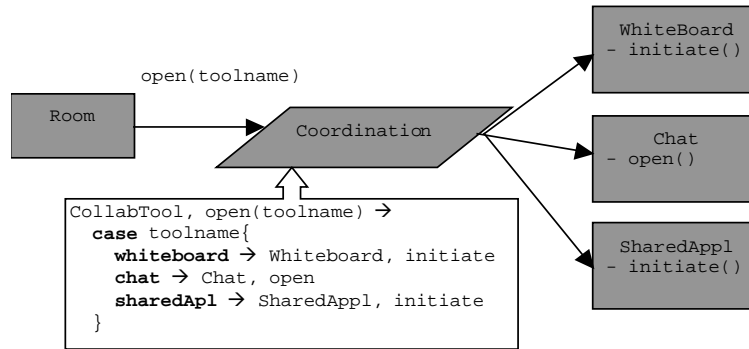 open(toolname)
Room
Coordination
WhiteBoard
- initiate()
Chat
- open()
SharedAppl
- initiate()
CollabTool, open(toolname) →
case toolname{
whiteboard → Whiteboard, initiate
chat → Chat, open
sharedApl → SharedAppl, initiate
}